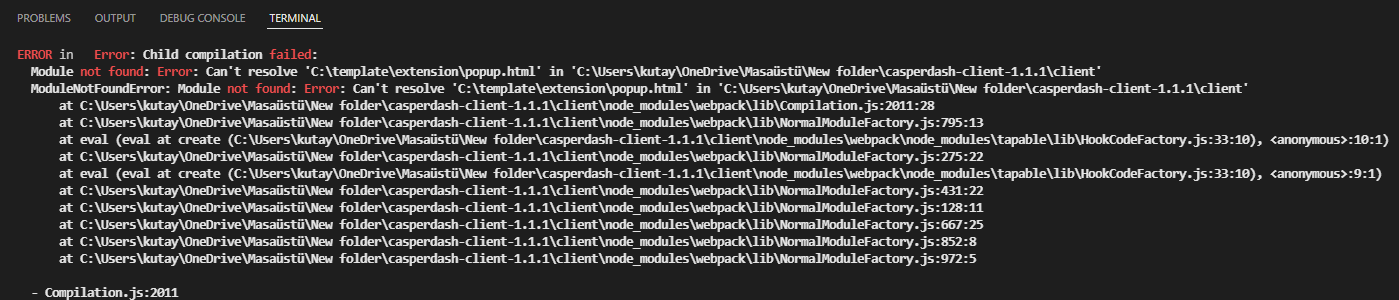 PROBLEMS OUTPUT DEBUG CONSOLE TERMINAL
ERROR in   Error: Child compilation failed:
  Module not found: Error: Can't resolve 'C:\template\extension\popup.html' in 'C:\Users\kutay\OneDrive\Masaüstü\New folder\casperdash-client-1.1.1\client'
  ModuleNotFoundError: Module not found: Error: Can't resolve 'C:\template\extension\popup.html' in 'C:\Users\kutay\OneDrive\Masaüstü\New folder\casperdash-client-1.1.1\client'
      at C:\Users\kutay\OneDrive\Masaüstü\New folder\casperdash-client-1.1.1\client\node_modules\webpack\lib\Compilation.js:2011:28
      at C:\Users\kutay\OneDrive\Masaüstü\New folder\casperdash-client-1.1.1\client\node_modules\webpack\lib\NormalModuleFactory.js:795:13
      at eval (eval at create (C:\Users\kutay\OneDrive\Masaüstü\New folder\casperdash-client-1.1.1\client\node_modules\webpack\node_modules\tapable\lib\HookCodeFactory.js:33:10), <anonymous>:10:1)
      at C:\Users\kutay\OneDrive\Masaüstü\New folder\casperdash-client-1.1.1\client\node_modules\webpack\lib\NormalModuleFactory.js:275:22
      at eval (eval at create (C:\Users\kutay\OneDrive\Masaüstü\New folder\casperdash-client-1.1.1\client\node_modules\webpack\node_modules\tapable\lib\HookCodeFactory.js:33:10), <anonymous>:9:1)
      at C:\Users\kutay\OneDrive\Masaüstü\New folder\casperdash-client-1.1.1\client\node_modules\webpack\lib\NormalModuleFactory.js:431:22
      at C:\Users\kutay\OneDrive\Masaüstü\New folder\casperdash-client-1.1.1\client\node_modules\webpack\lib\NormalModuleFactory.js:128:11
      at C:\Users\kutay\OneDrive\Masaüstü\New folder\casperdash-client-1.1.1\client\node_modules\webpack\lib\NormalModuleFactory.js:667:25
      at C:\Users\kutay\OneDrive\Masaüstü\New folder\casperdash-client-1.1.1\client\node_modules\webpack\lib\NormalModuleFactory.js:852:8
      at C:\Users\kutay\OneDrive\Masaüstü\New folder\casperdash-client-1.1.1\client\node_modules\webpack\lib\NormalModuleFactory.js:972:5
  - Compilation.js:2011